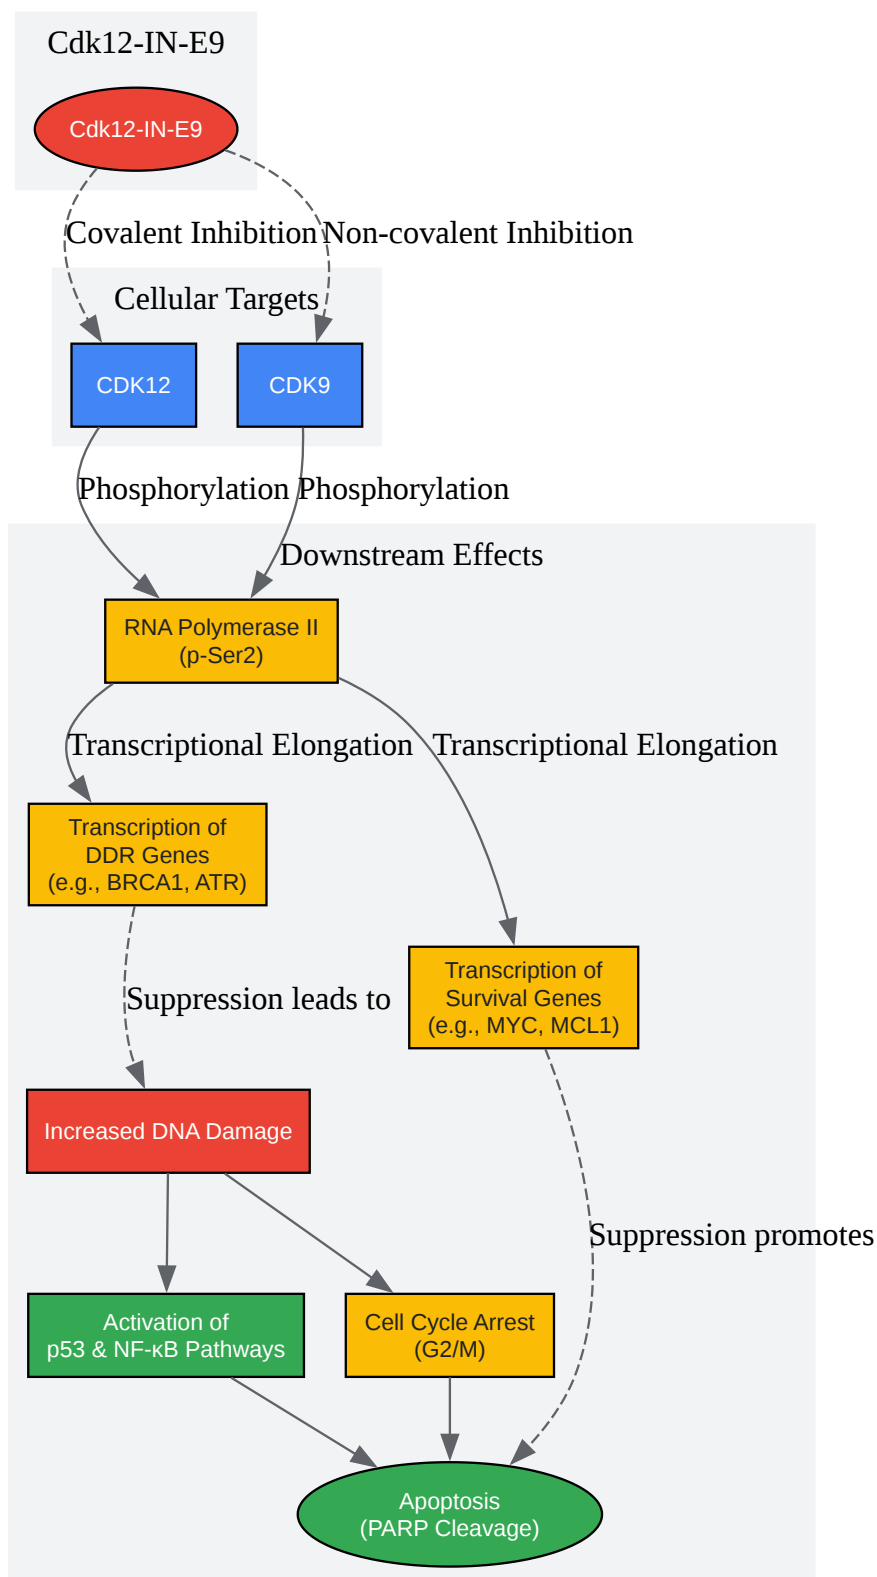 Cdk12-IN-E9
Cdk12-IN-E9
Covalent Inhibition
Non-covalent Inhibition
Cellular Targets
CDK12
CDK9
Phosphorylation
Phosphorylation
Downstream Effects
RNA Polymerase II
(p-Ser2)
Transcriptional Elongation
Transcriptional Elongation
Transcription of
DDR Genes
(e.g., BRCA1, ATR)
Transcription of
Survival Genes
(e.g., MYC, MCL1)
Suppression leads to
Increased DNA Damage
Suppression promotes
Activation of
p53 & NF-κB Pathways
Cell Cycle Arrest
(G2/M)
Apoptosis
(PARP Cleavage)